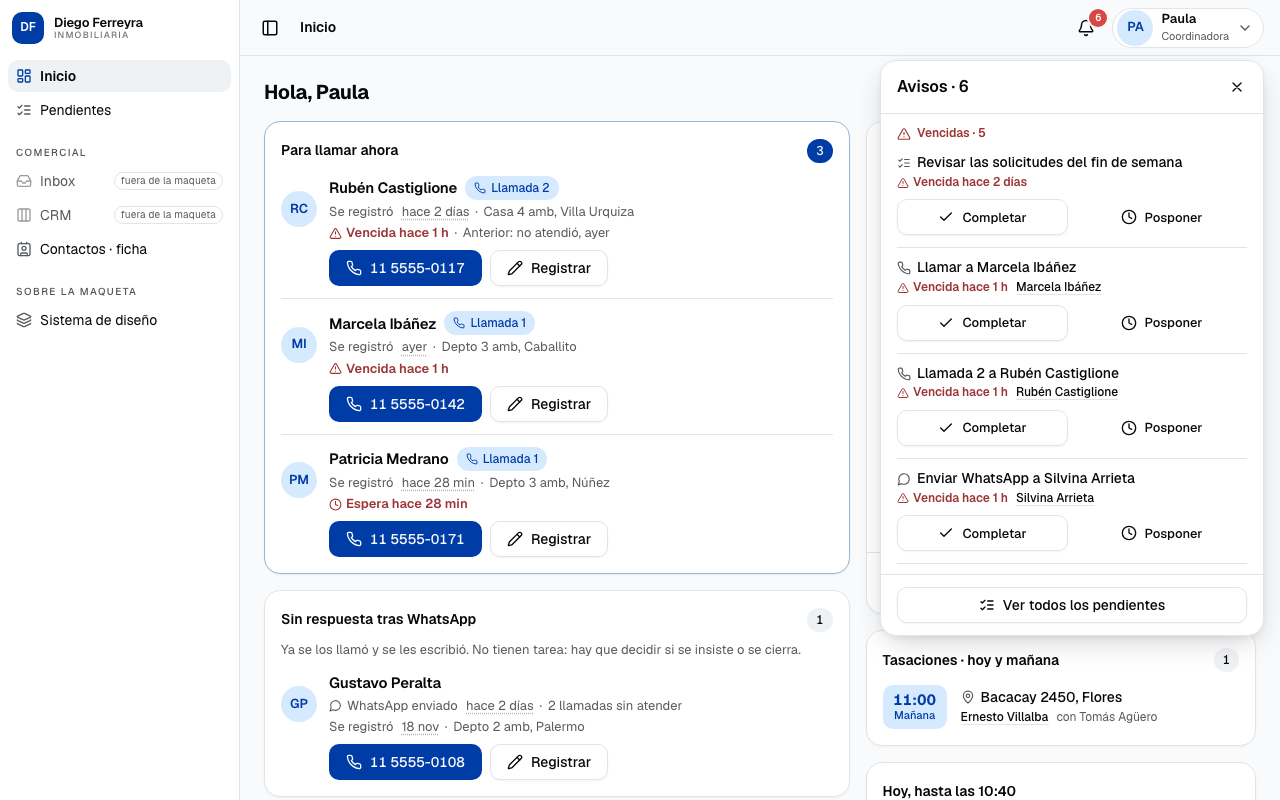 DF
Diego Ferreyra
INMOBILIARIA
Inicio
Pendientes
COMERCIAL
Inbox fuera de la maqueta
CRM fuera de la maqueta
Contactos · ficha
SOBRE LA MAQUETA
Sistema de diseño
Inicio
6
PA
Paula
Coordinadora
Hola, Paula
Para llamar ahora 3
RC
Rubén Castiglione Llamada 2
Se registró hace 2 días · Casa 4 amb, Villa Urquiza
Vencida hace 1 h · Anterior: no atendió, ayer
11 5555-0117 Registrar
MI
Marcela Ibáñez Llamada 1
Se registró ayer · Depto 3 amb, Caballito
Vencida hace 1 h
11 5555-0142 Registrar
PM
Patricia Medrano Llamada 1
Se registró hace 28 min · Depto 3 amb, Núñez
Espera hace 28 min
11 5555-0171 Registrar
Sin respuesta tras WhatsApp 1
Ya se los llamó y se les escribió. No tienen tarea: hay que decidir si se insiste o se cierra.
GP
Gustavo Peralta
WhatsApp enviado hace 2 días · 2 llamadas sin atender
Se registró 18 nov · Depto 2 amb, Palermo
11 5555-0108 Registrar
Avisos · 6
Vencidas · 5
Revisar las solicitudes del fin de semana
Vencida hace 2 días
Completar Posponer
Llamar a Marcela Ibáñez
Vencida hace 1 h Marcela Ibáñez
Completar Posponer
Llamada 2 a Rubén Castiglione
Vencida hace 1 h Rubén Castiglione
Completar Posponer
Enviar WhatsApp a Silvina Arrieta
Vencida hace 1 h Silvina Arrieta
Completar Posponer
Ver todos los pendientes
Tasaciones · hoy y mañana 1
11:00
Mañana
Bacacay 2450, Flores
Ernesto Villalba con Tomás Agüero
Hoy, hasta las 10:40